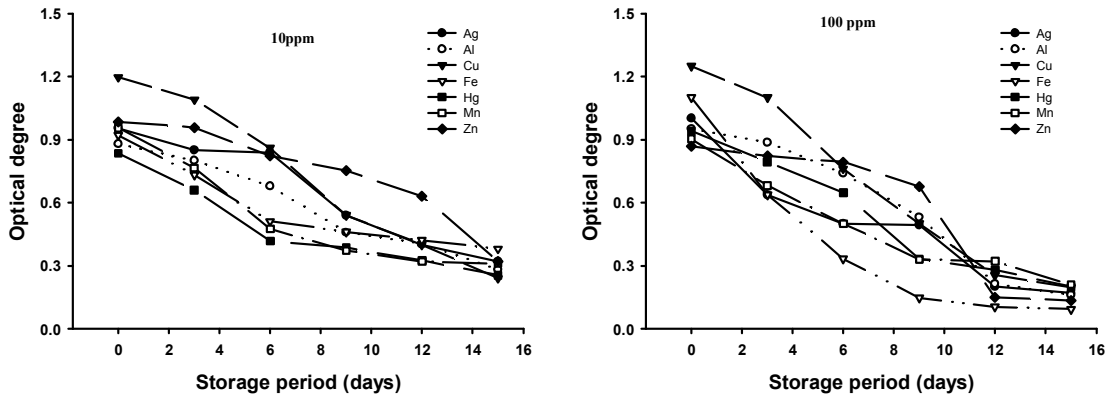 10ppm
Optical degree
1.5
1.2
0.9
0.6
0.3
0.0
Ag
Al
Cu
Fe
Hg
Mn
Zn
0 2 4 6 8 10 12 14 16
Storage period (days)
100 ppm
Optical degree
1.5
1.2
0.9
0.6
0.3
0.0
Ag
Al
Cu
Fe
Hg
Mn
Zn
0 2 4 6 8 10 12 14 16
Storage period (days)